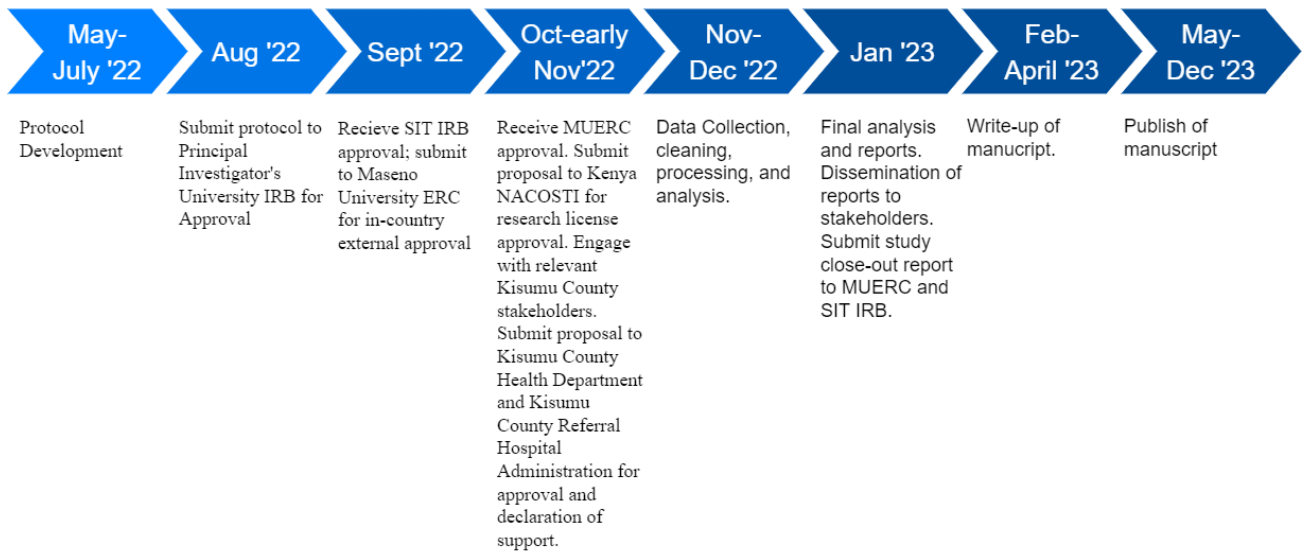 May-
July '22
Aug '22
Sept '22
Oct-early
Nov'22
Nov-
Dec '22
Jan '23
Feb-
April '23
May-
Dec '23
Protocol
Development
Submit protocol to
Principal
Investigator's
University IRB for
Approval
Recieve SIT IRB
approval; submit
to Maseno
University ERC
for in-country
external approval
Receive MUERC
approval. Submit
proposal to Kenya
NACOSTI for
research license
approval. Engage
with relevant
Kisumu County
stakeholders.
Submit proposal to
Kisumu County
Health Department
and Kisumu
County Referral
Hospital
Administration for
approval and
declaration of
support.
Data Collection,
cleaning,
processing, and
analysis.
Final analysis
and reports.
Dissemination of
reports to
stakeholders.
Submit study
close-out report
to MUERC and
SIT IRB.
Write-up of
manucript.
Publish of
manuscript